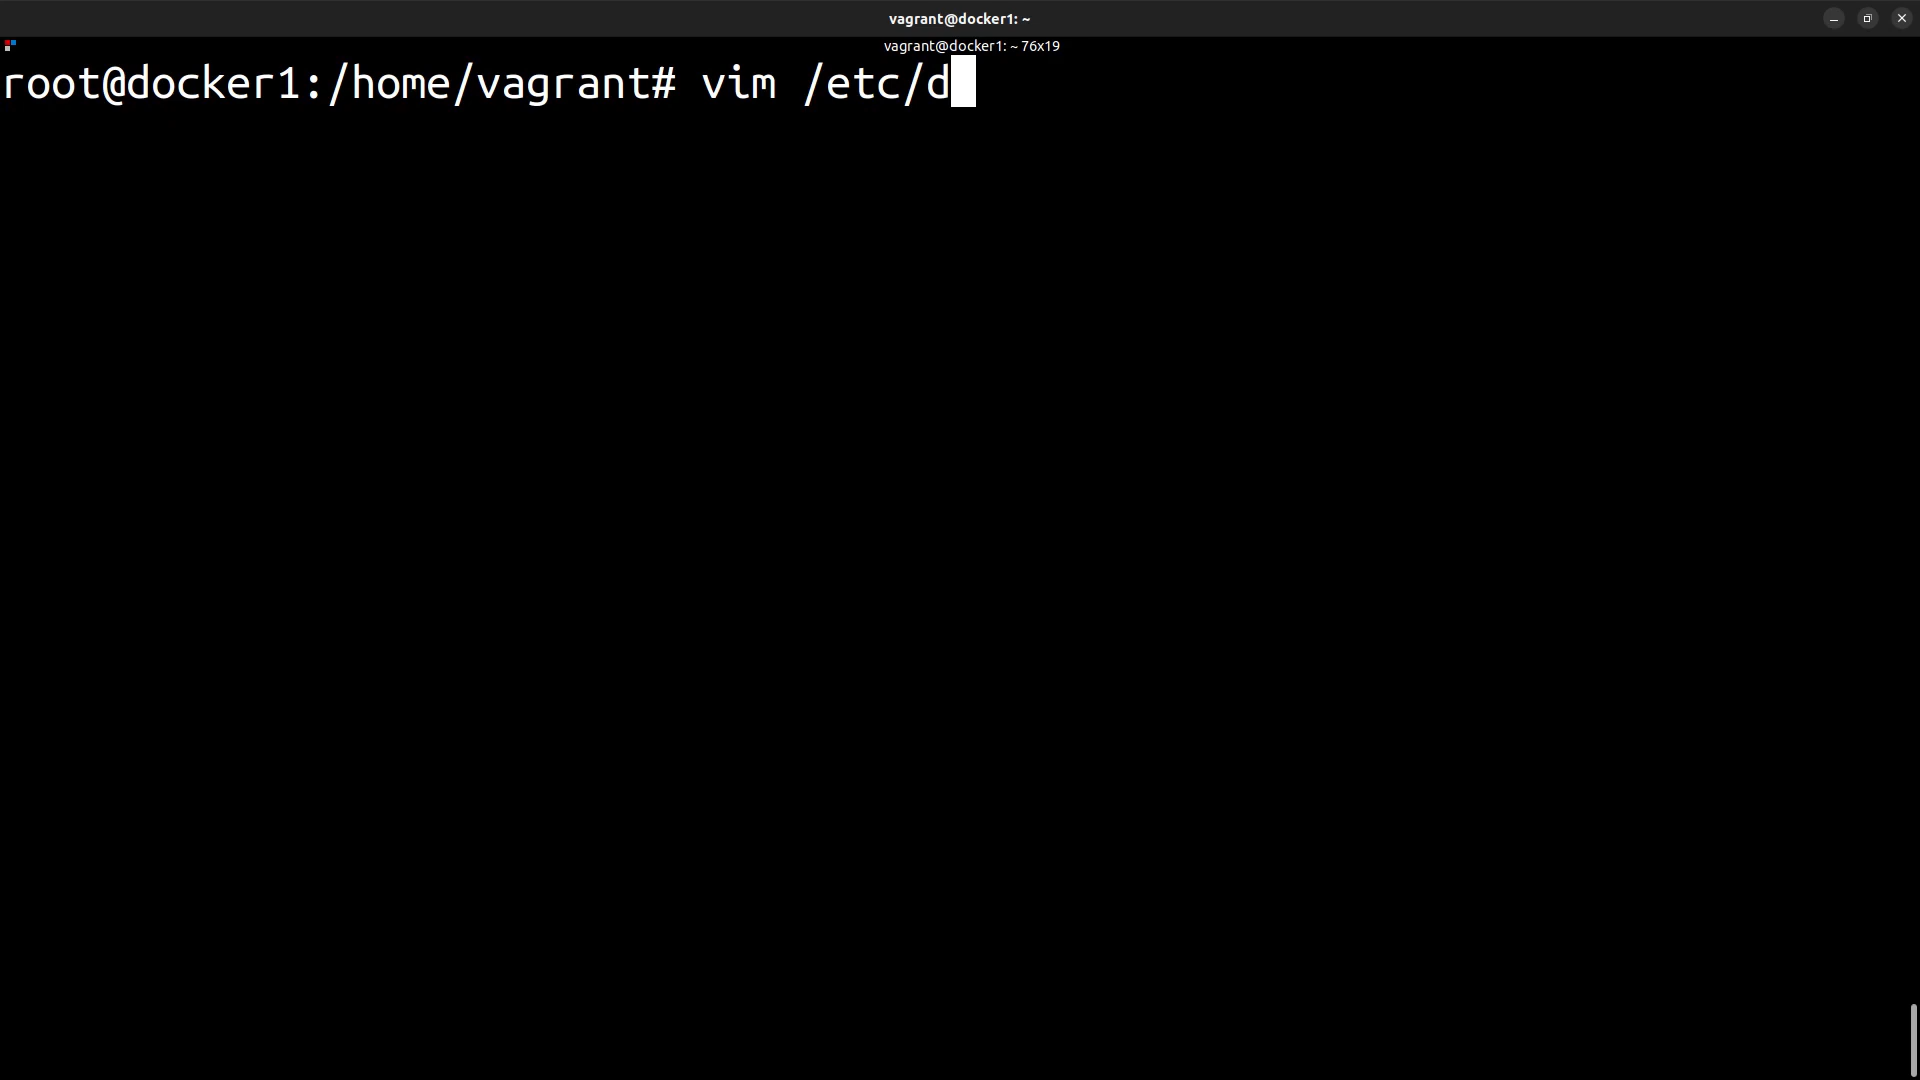 vagrant@docker1: ~
vagrant@docker1: ~ 76x19
root@docker1:/home/vagrant# vim /etc/d